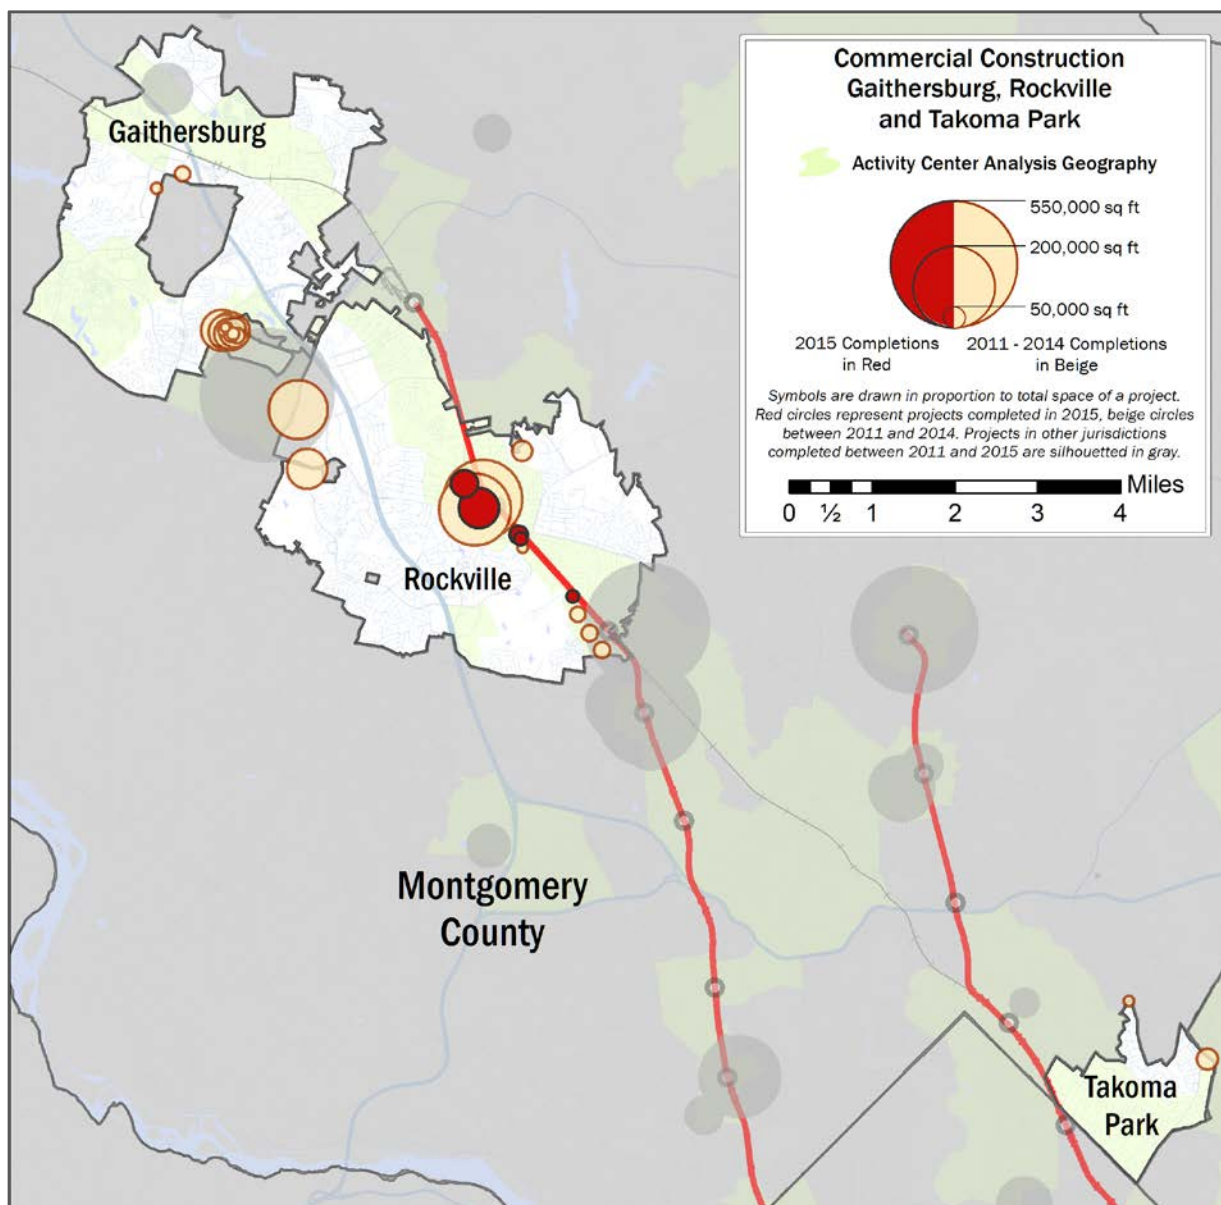 Commercial Construction
Gaithersburg, Rockville
and Takoma Park
Activity Center Analysis Geography
550,000 sq ft
200,000 sq ft
50,000 sq ft
2015 Completions
in Red
2011 - 2014 Completions
in Beige
Symbols are drawn in proportion to total space of a project.
Red circles represent projects completed in 2015, beige circles
between 2011 and 2014. Projects in other jurisdictions
completed between 2011 and 2015 are silhouetted in gray.
Miles
0 ½ 1 2 3 4
Gaithersburg
Rockville
Montgomery
County
Takoma
Park